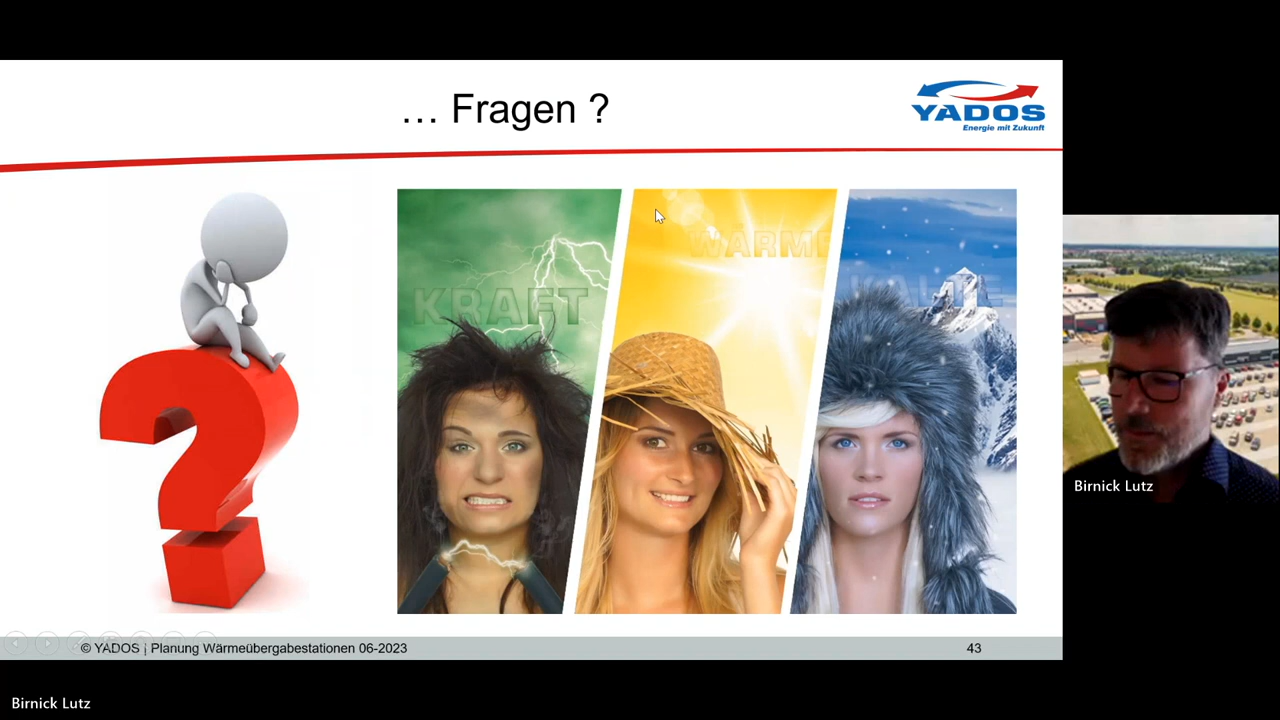 … Fragen ?
YADOS
Energie mit Zukunft
KRAFT
WÄRME
KÄLTE
Birnick Lutz
© YADOS | Planung Wärmeübergabestationen 06-2023
43
Birnick Lutz